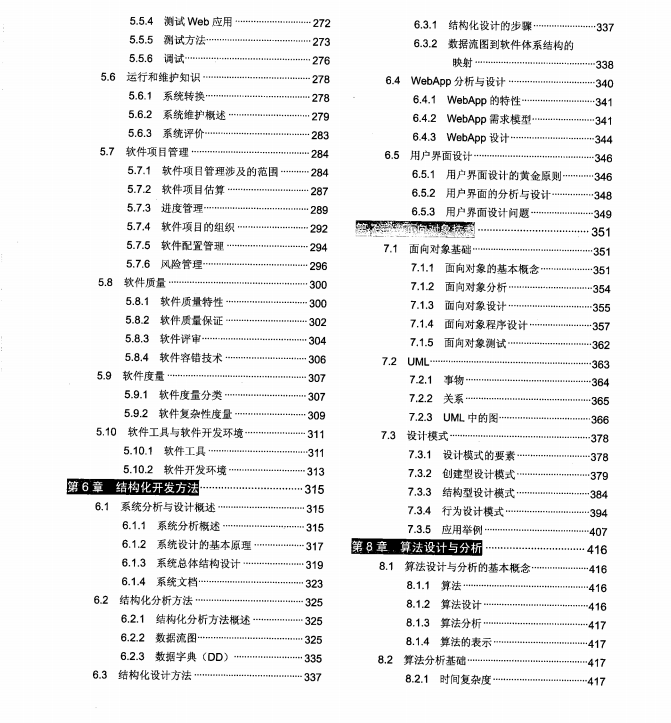 5.5.4 测试 Web 应用 ························ 272
5.5.5 测试方法 ························ 273
5.5.6 调试 ························ 276
5.6 运行和维护知识 ························ 278
5.6.1 系统转换 ························ 278
5.6.2 系统维护概述 ························ 279
5.6.3 系统评价 ························ 283
5.7 软件项目管理 ························ 284
5.7.1 软件项目管理涉及的范围 ·········· 284
5.7.2 软件项目估算 ························ 287
5.7.3 进度管理 ························ 289
5.7.4 软件项目的组织 ························ 292
5.7.5 软件配置管理 ························ 294
5.7.6 风险管理 ························ 296
5.8 软件质量 ························ 300
5.8.1 软件质量特性 ························ 300
5.8.2 软件质量保证 ························ 302
5.8.3 软件评审 ························ 304
5.8.4 软件容错技术 ························ 306
5.9 软件度量 ························ 307
5.9.1 软件度量分类 ························ 307
5.9.2 软件复杂性度量 ························ 309
5.10 软件工具与软件开发环境 ················ 311
5.10.1 软件工具 ························ 311
5.10.2 软件开发环境 ························ 313
第 6 章 结构化开发方法 ························ 315
6.1 系统分析与设计概述 ························ 315
6.1.1 系统分析概述 ························ 315
6.1.2 系统设计的基本原理 ················ 317
6.1.3 系统总体结构设计 ················ 319
6.1.4 系统文档 ························ 323
6.2 结构化分析方法 ························ 325
6.2.1 结构化分析方法概述 ················ 325
6.2.2 数据流图 ························ 325
6.2.3 数据字典（DD） ················ 335
6.3 结构化设计方法 ························ 337
6.3.1 结构化设计的步骤 ················ 337
6.3.2 数据流图到软件体系结构的
映射 ························ 338
6.4 WebApp 分析与设计 ························ 340
6.4.1 WebApp 的特性 ························ 341
6.4.2 WebApp 需求模型 ················ 341
6.4.3 WebApp 设计 ························ 344
6.5 用户界面设计 ························ 346
6.5.1 用户界面设计的黄金原则 ·········· 346
6.5.2 用户界面的分析与设计 ·········· 348
6.5.3 用户界面设计问题 ················ 349
第 7 章 面向对象技术 ························ 351
7.1 面向对象基础 ························ 351
7.1.1 面向对象的基本概念 ················ 351
7.1.2 面向对象分析 ························ 354
7.1.3 面向对象设计 ························ 355
7.1.4 面向对象程序设计 ················ 357
7.1.5 面向对象测试 ························ 362
7.2 UML ························ 363
7.2.1 事物 ························ 364
7.2.2 关系 ························ 365
7.2.3 UML 中的图 ························ 366
7.3 设计模式 ························ 378
7.3.1 设计模式的要素 ················ 378
7.3.2 创建型设计模式 ················ 379
7.3.3 结构型设计模式 ················ 384
7.3.4 行为设计模式 ························ 394
7.3.5 应用举例 ························ 407
第 8 章 算法设计与分析 ························ 416
8.1 算法设计与分析的基本概念 ················ 416
8.1.1 算法 ························ 416
8.1.2 算法设计 ························ 416
8.1.3 算法分析 ························ 417
8.1.4 算法的表示 ························ 417
8.2 算法分析基础 ························ 417
8.2.1 时间复杂度 ························ 417